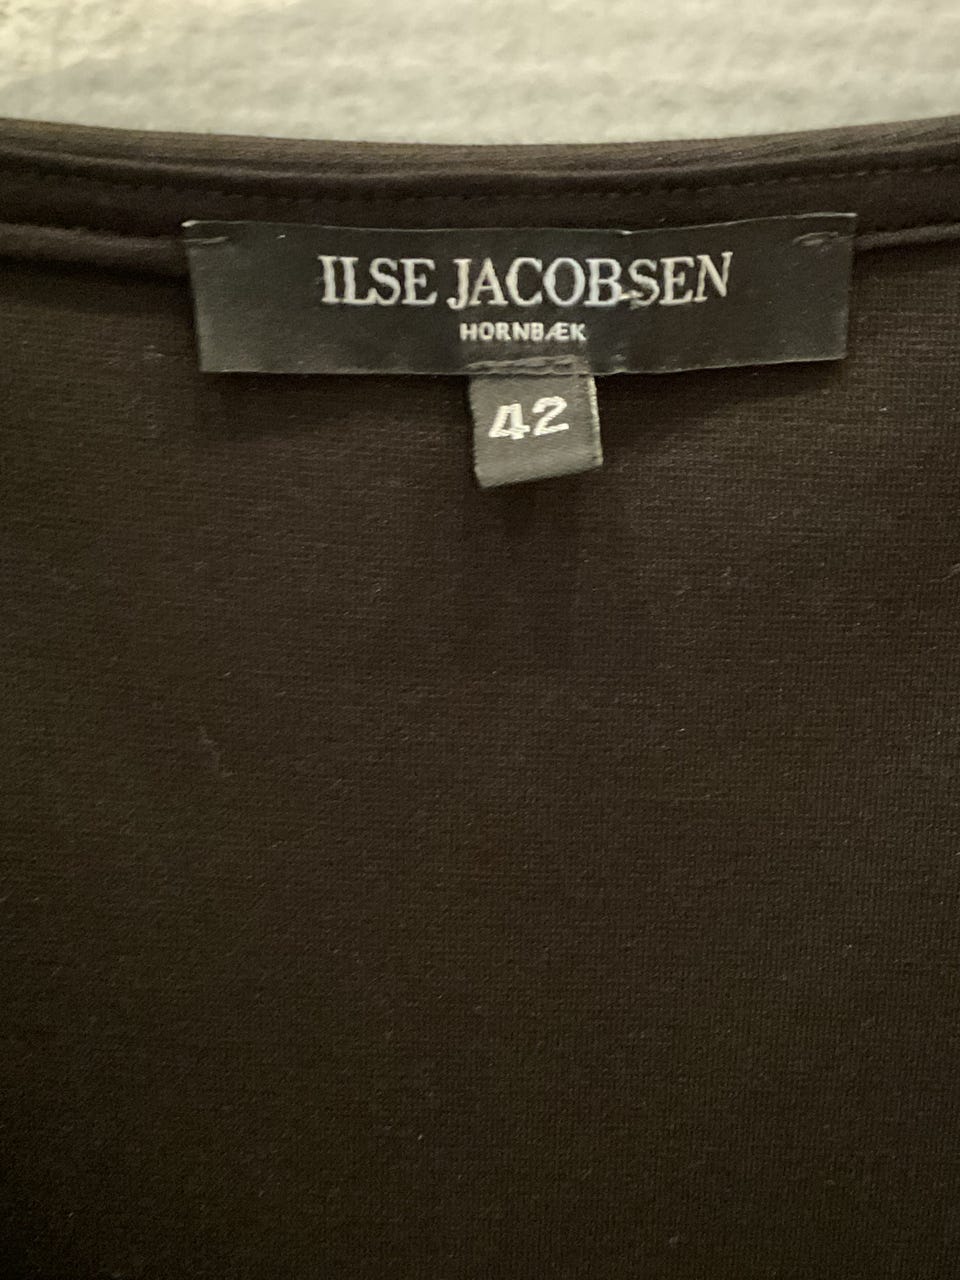 ILSE JACOBSEN
HORNBÆK
42